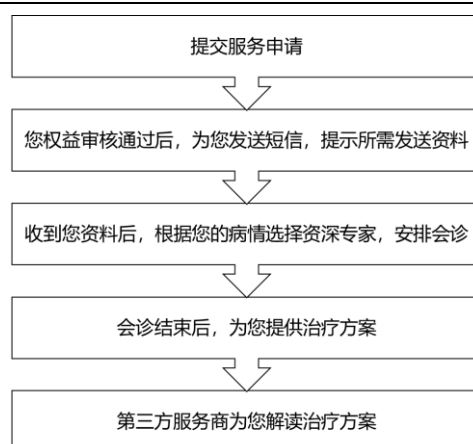 提交服务申请
您权益审核通过后，为您发送短信，提示所需发送资料
收到您资料后，根据您的病情选择资深专家，安排会诊
会诊结束后，为您提供治疗方案
第三方服务商为您解读治疗方案